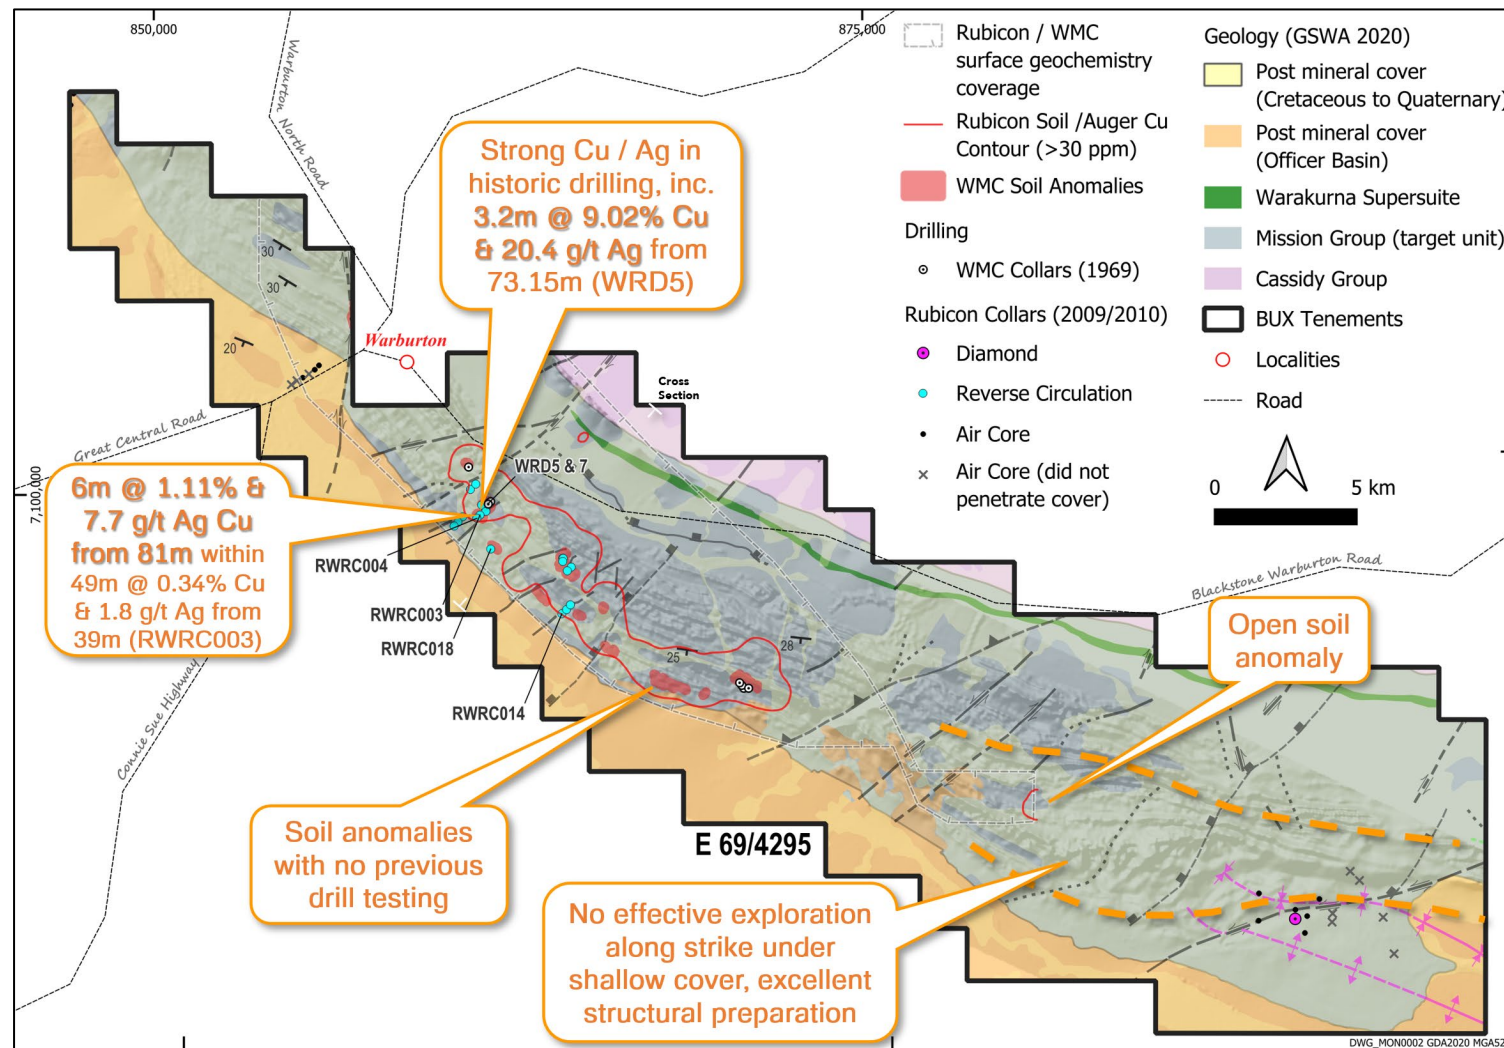 850,000
875,000
7,100,000
Warburton North Road
Great Central Road
Connie Sue Highway
Blackstone Warburton Road
Strong Cu / Ag in
historic drilling, inc.
3.2m @ 9.02% Cu
& 20.4 g/t Ag from
73.15m (WRD5)
30
30
20
Warburton
Cross
Section
WRD5 & 7
6m @ 1.11% &
7.7 g/t Ag Cu
from 81m within
49m @ 0.34% Cu
& 1.8 g/t Ag from
39m (RWRC003)
RWRC004
RWRC003
RWRC018
RWRC014
25
28
Open soil
anomaly
Soil anomalies
with no previous
drill testing
E 69/4295
No effective exploration
along strike under
shallow cover, excellent
structural preparation
Rubicon / WMC
surface geochemistry
coverage
Rubicon Soil /Auger Cu
Contour (>30 ppm)
WMC Soil Anomalies
Drilling
WMC Collars (1969)
Rubicon Collars (2009/2010)
Diamond
Reverse Circulation
Air Core
Air Core (did not
penetrate cover)
Geology (GSWA 2020)
Post mineral cover
(Cretaceous to Quaternary)
Post mineral cover
(Officer Basin)
Warakurna Supersuite
Mission Group (target unit)
Cassidy Group
BUX Tenements
Localities
Road
0 5 km
DWG_MON0002 GDA2020 MGA52